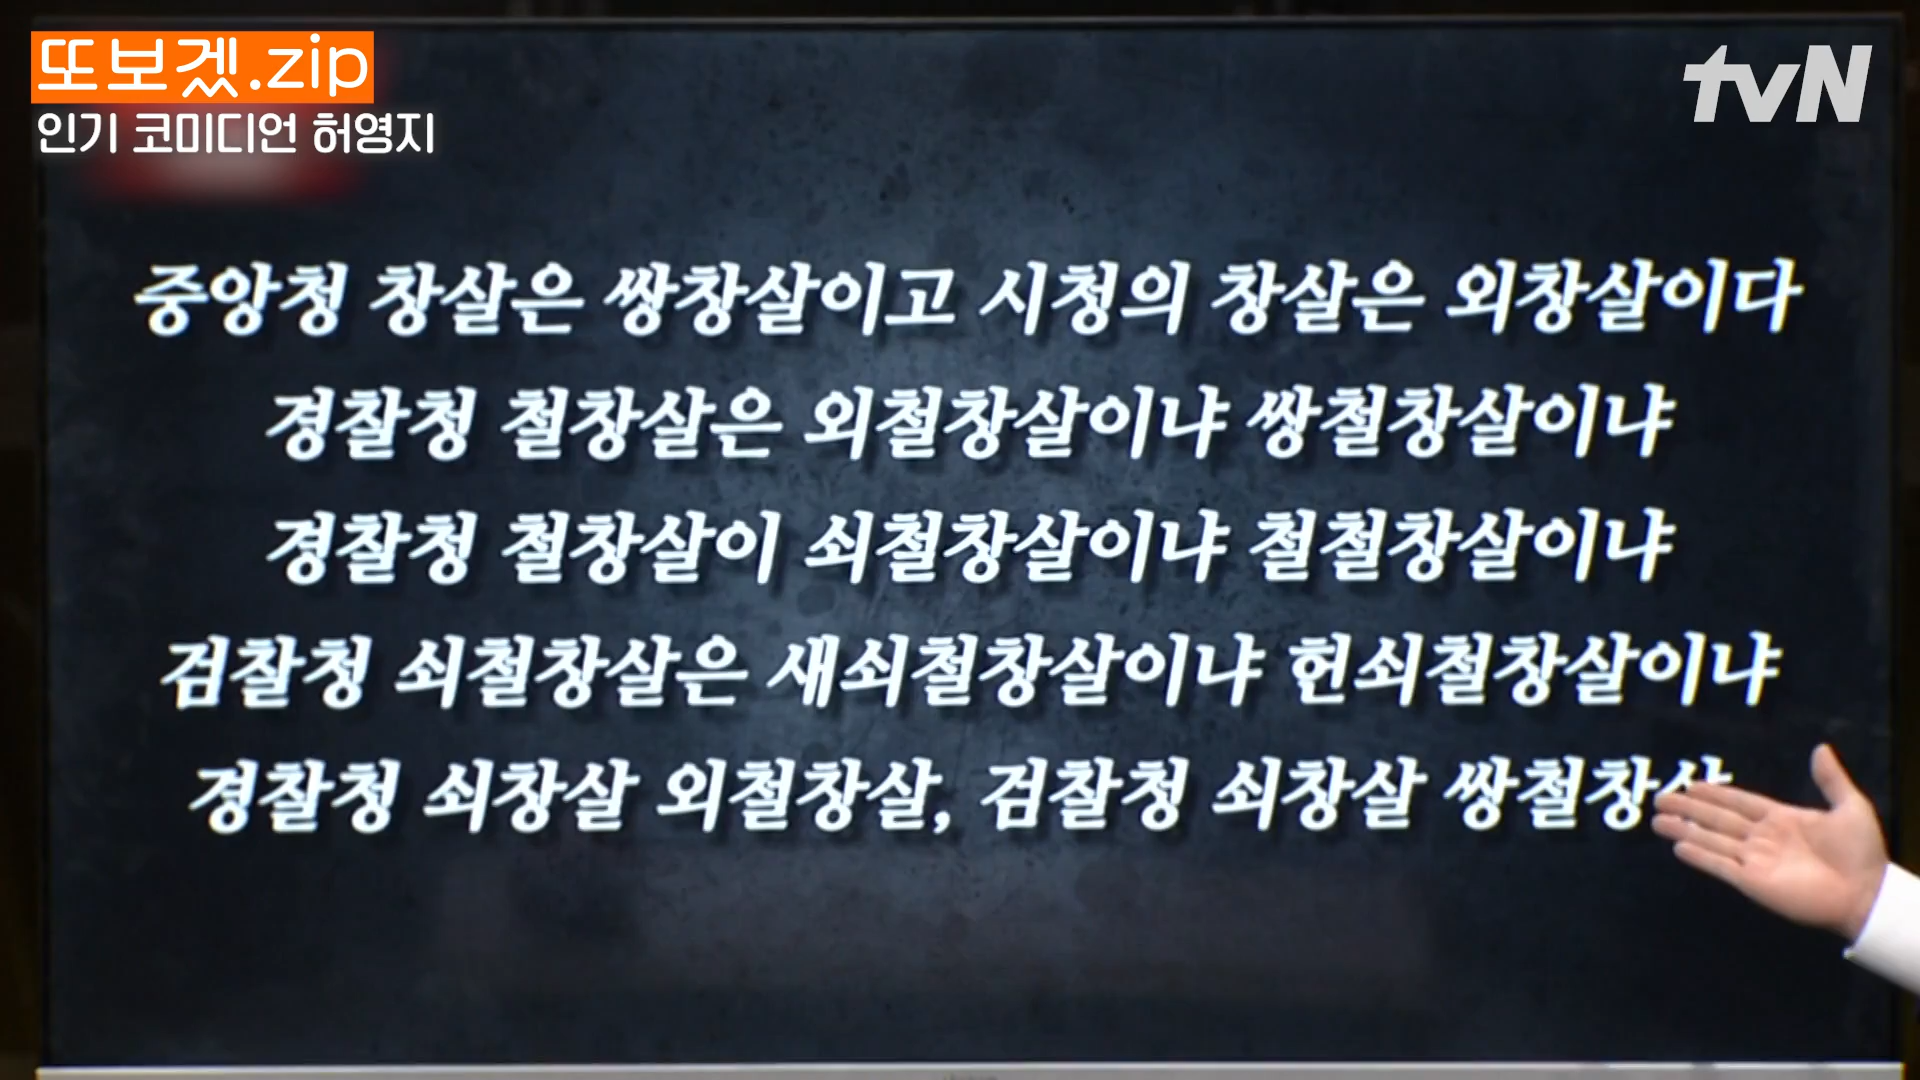 또보겠.zip
인기 코미디언 허영지
tvN
중앙청 창살은 쌍창살이고 시청의 창살은 외창살이다
경찰청 철창살은 외철창살이냐 쌍철창살이냐
경찰청 철창살이 쇠철창살이냐 철철창살이냐
검찰청 쇠철창살은 새쇠철창살이냐 헌쇠철창살이냐
경찰청 쇠창살 외철창살, 검찰청 쇠창살 쌍철창살